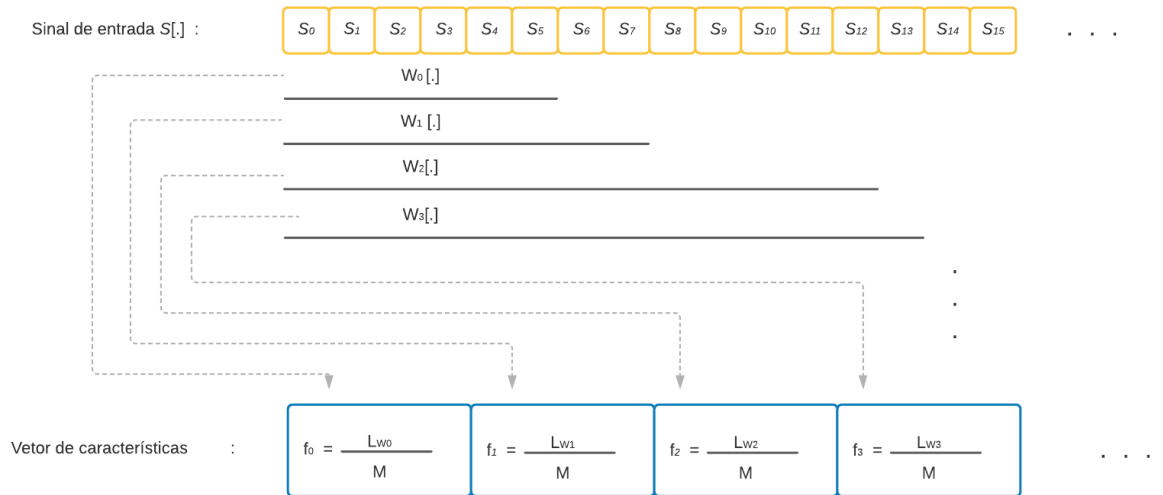 Sinal de entrada S[.] : S0 S1 S2 S3 S4 S5 S6 S7 S8 S9 S10 S11 S12 S13 S14 S15 . . .
W0 [.]
W1 [.]
W2[.]
W3[.]
.
.
.
Vetor de características : f0 = LW0 / M f1 = LW1 / M f2 = LW2 / M f3 = LW3 / M . . .